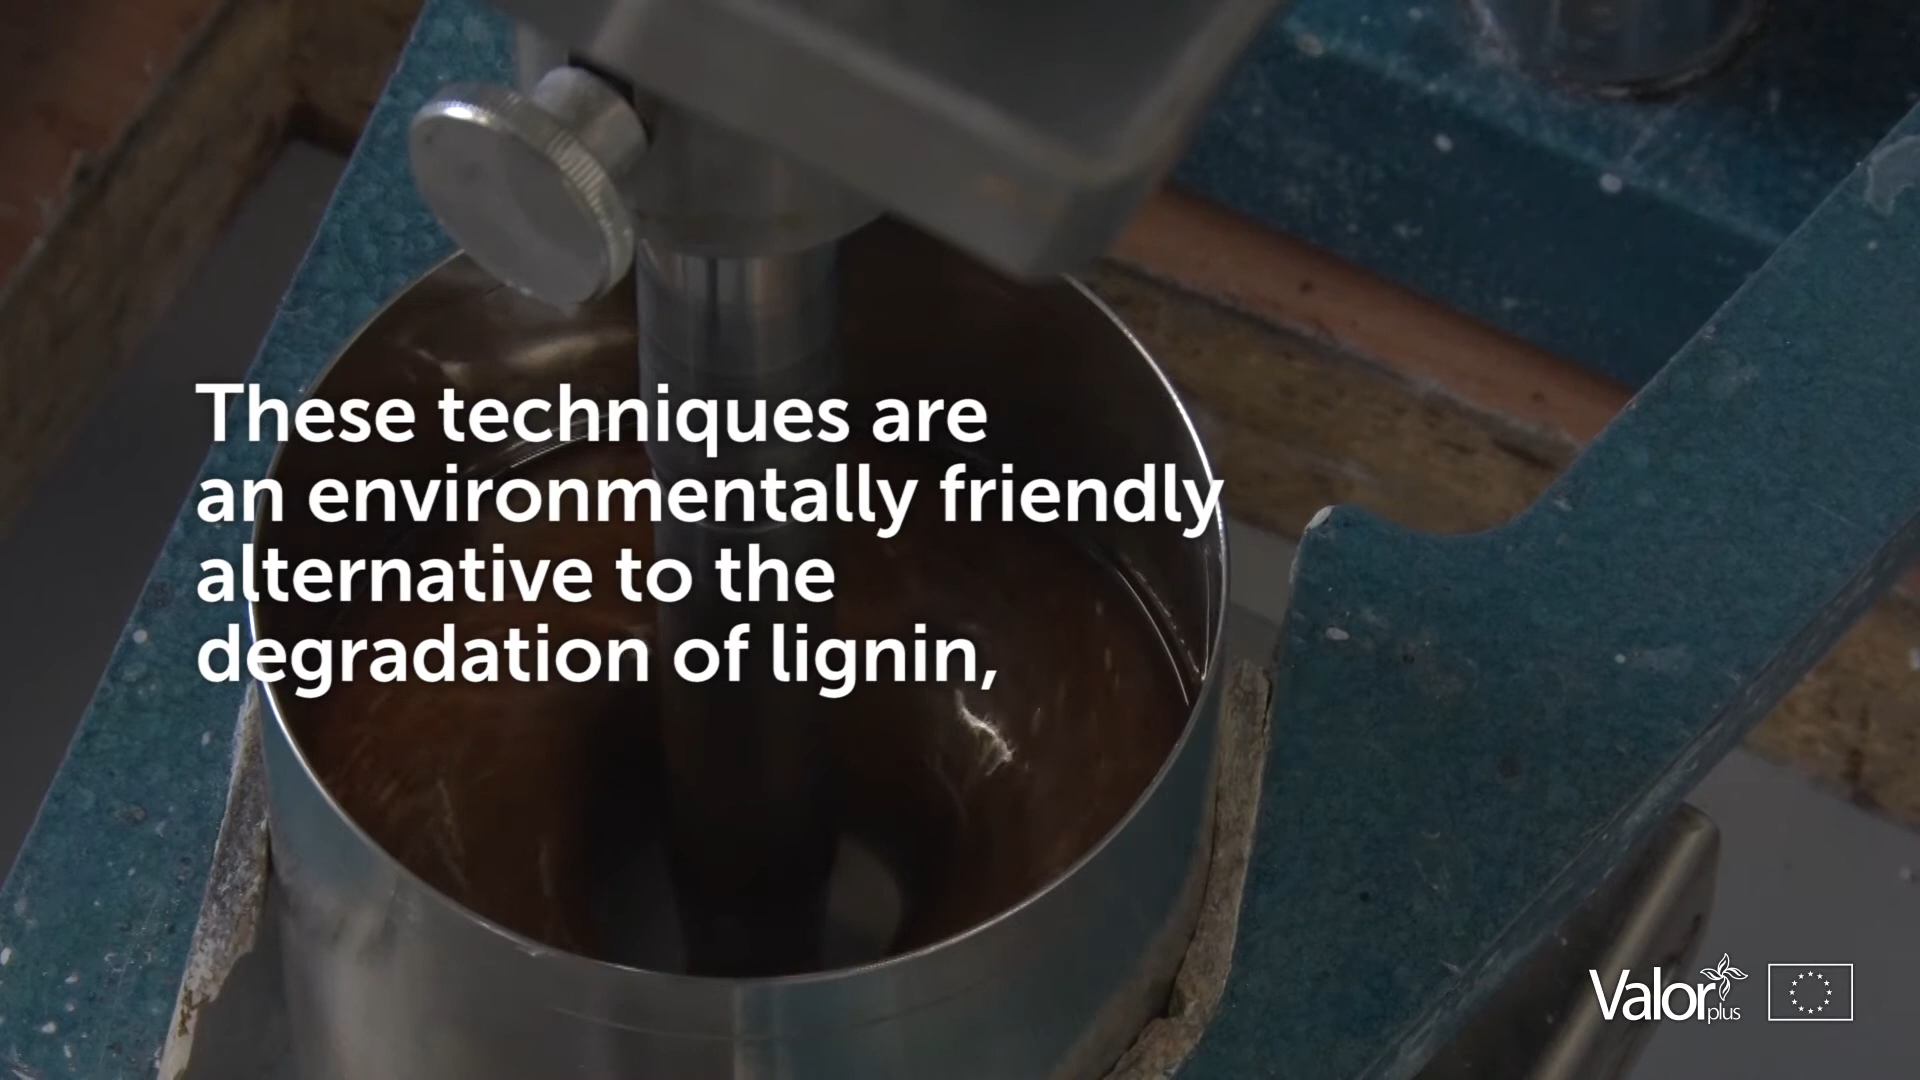 These techniques are
an environmentally friendly
alternative to the
degradation of lignin,
Valor
plus